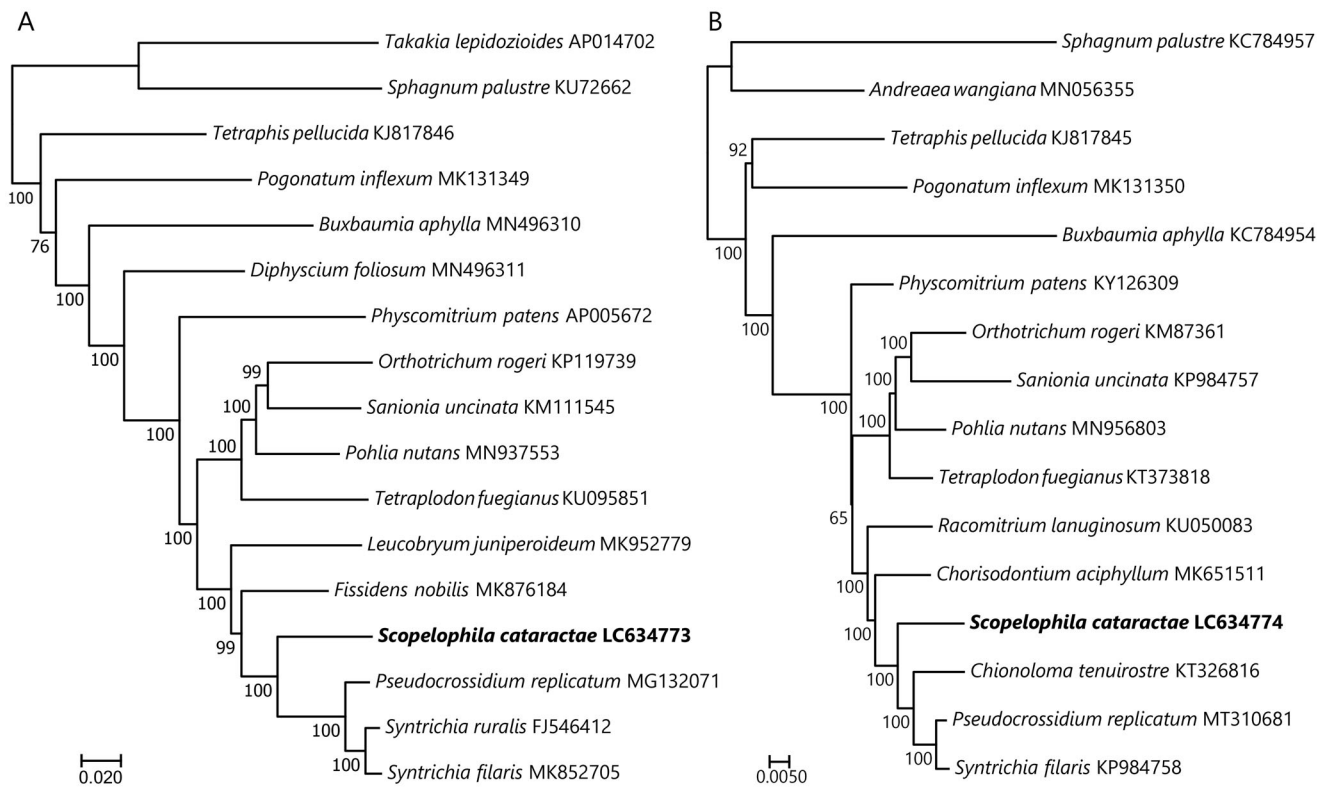 A
Takakia lepidozioides AP014702
Sphagnum palustre KU72662
Tetraphis pellucida KJ817846
100
Pogonatum inflexum MK131349
76
Buxbaumia aphylla MN496310
100
Diphyscium foliosum MN496311
100
Physcomitrium patens AP005672
Orthotrichum rogeri KP119739
99
Sanionia uncinata KM111545
100
100
Pohlia nutans MN937553
100
Tetraplodon fuegianus KU095851
100
Leucobryum juniperoideum MK952779
Fissidens nobilis MK876184
100
Scopelophila cataractae LC634773
99
Pseudocrossidium replicatum MG132071
100
Syntrichia ruralis FJ546412
100
100
Syntrichia filaris MK852705
0.020
B
Sphagnum palustre KC784957
Andreaea wangiana MN056355
Tetraphis pellucida KJ817845
92
Pogonatum inflexum MK131350
100
Buxbaumia aphylla KC784954
Physcomitrium patens KY126309
100
Orthotrichum rogeri KM87361
100
Sanionia uncinata KP984757
100
100
100
Pohlia nutans MN956803
Tetraplodon fuegianus KT373818
65
Racomitrium lanuginosum KU050083
Chorisodontium aciphyllum MK651511
100
Scopelophila cataractae LC634774
100
Chionoloma tenuirostre KT326816
100
Pseudocrossidium replicatum MT310681
100
100
Syntrichia filaris KP984758
0.0050